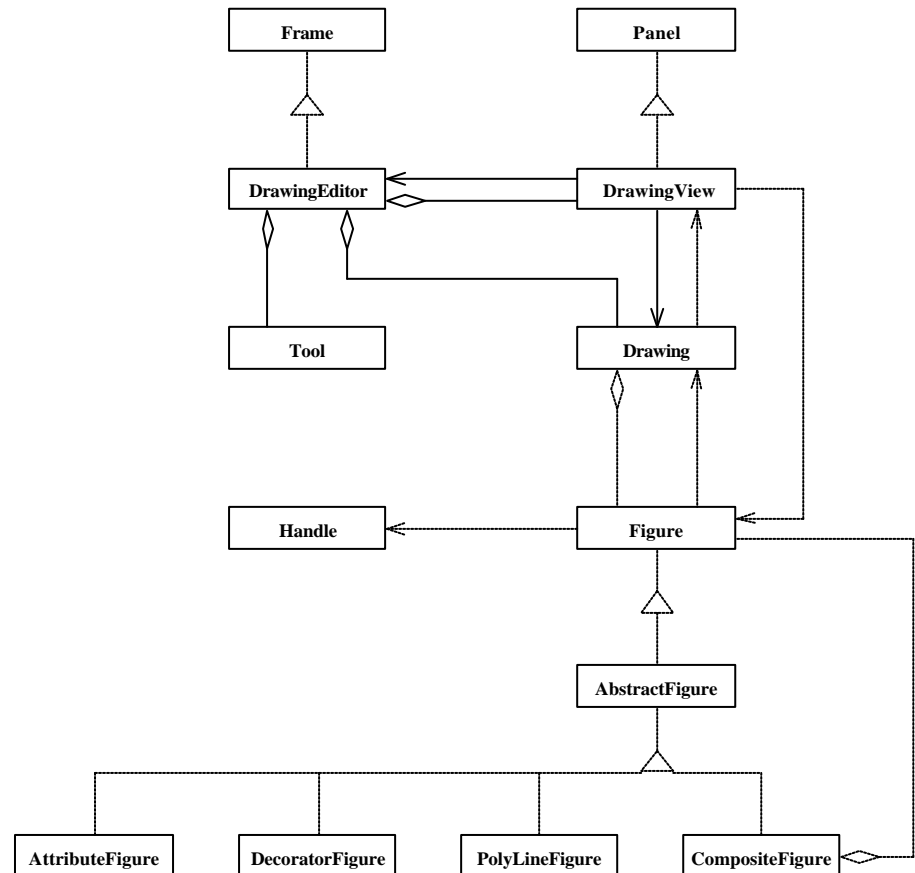 Frame
Panel
DrawingEditor
DrawingView
Tool
Drawing
Handle
Figure
AbstractFigure
AttributeFigure
DecoratorFigure
PolyLineFigure
CompositeFigure